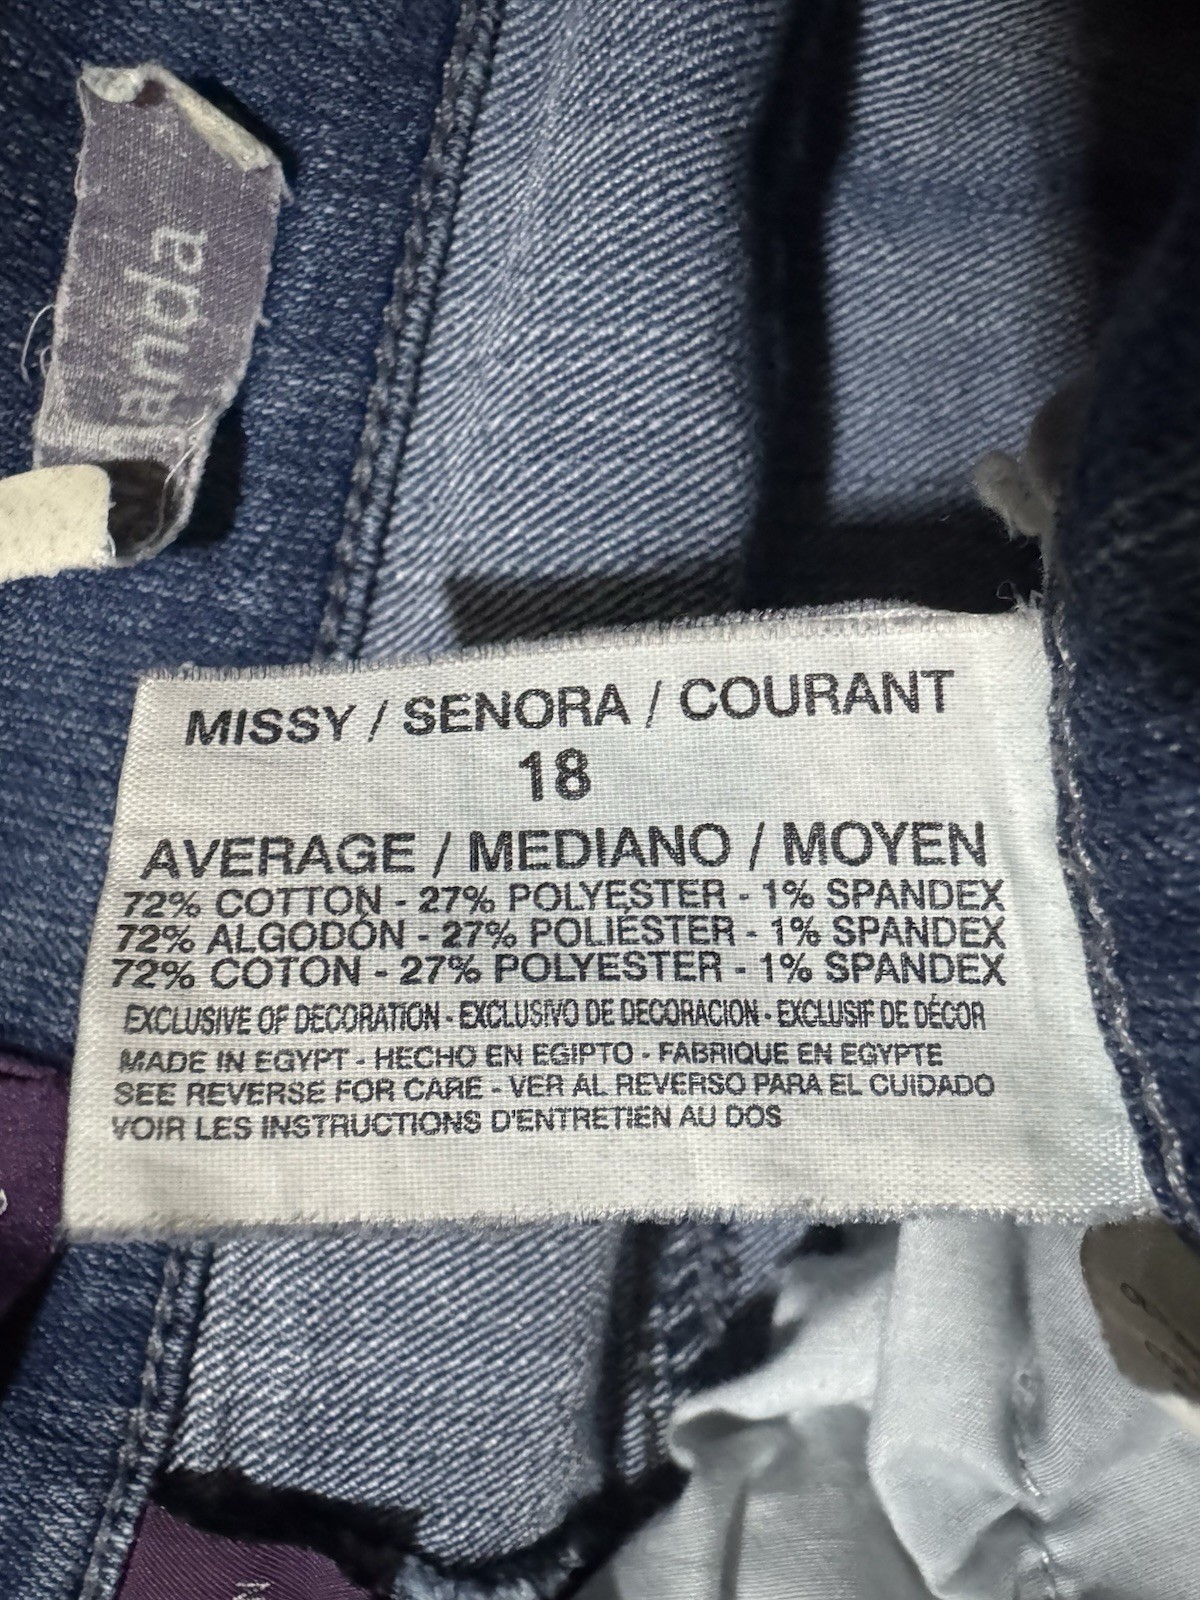 anda
MISSY / SENORA / COURANT
18
AVERAGE / MEDIANO / MOYEN
72% COTTON - 27% POLYESTER - 1% SPANDEX
72% ALGODÓN - 27% POLIÉSTER - 1% SPANDEX
72% COTON - 27% POLYESTER - 1% SPANDEX
EXCLUSIVE OF DECORATION - EXCLUSIVO DE DECORACION - EXCLUSIF DE DÉCOR
MADE IN EGYPT - HECHO EN EGIPTO - FABRIQUE EN EGYPTE
SEE REVERSE FOR CARE - VER AL REVERSO PARA EL CUIDADO
VOIR LES INSTRUCTIONS D'ENTRETIEN AU DOS